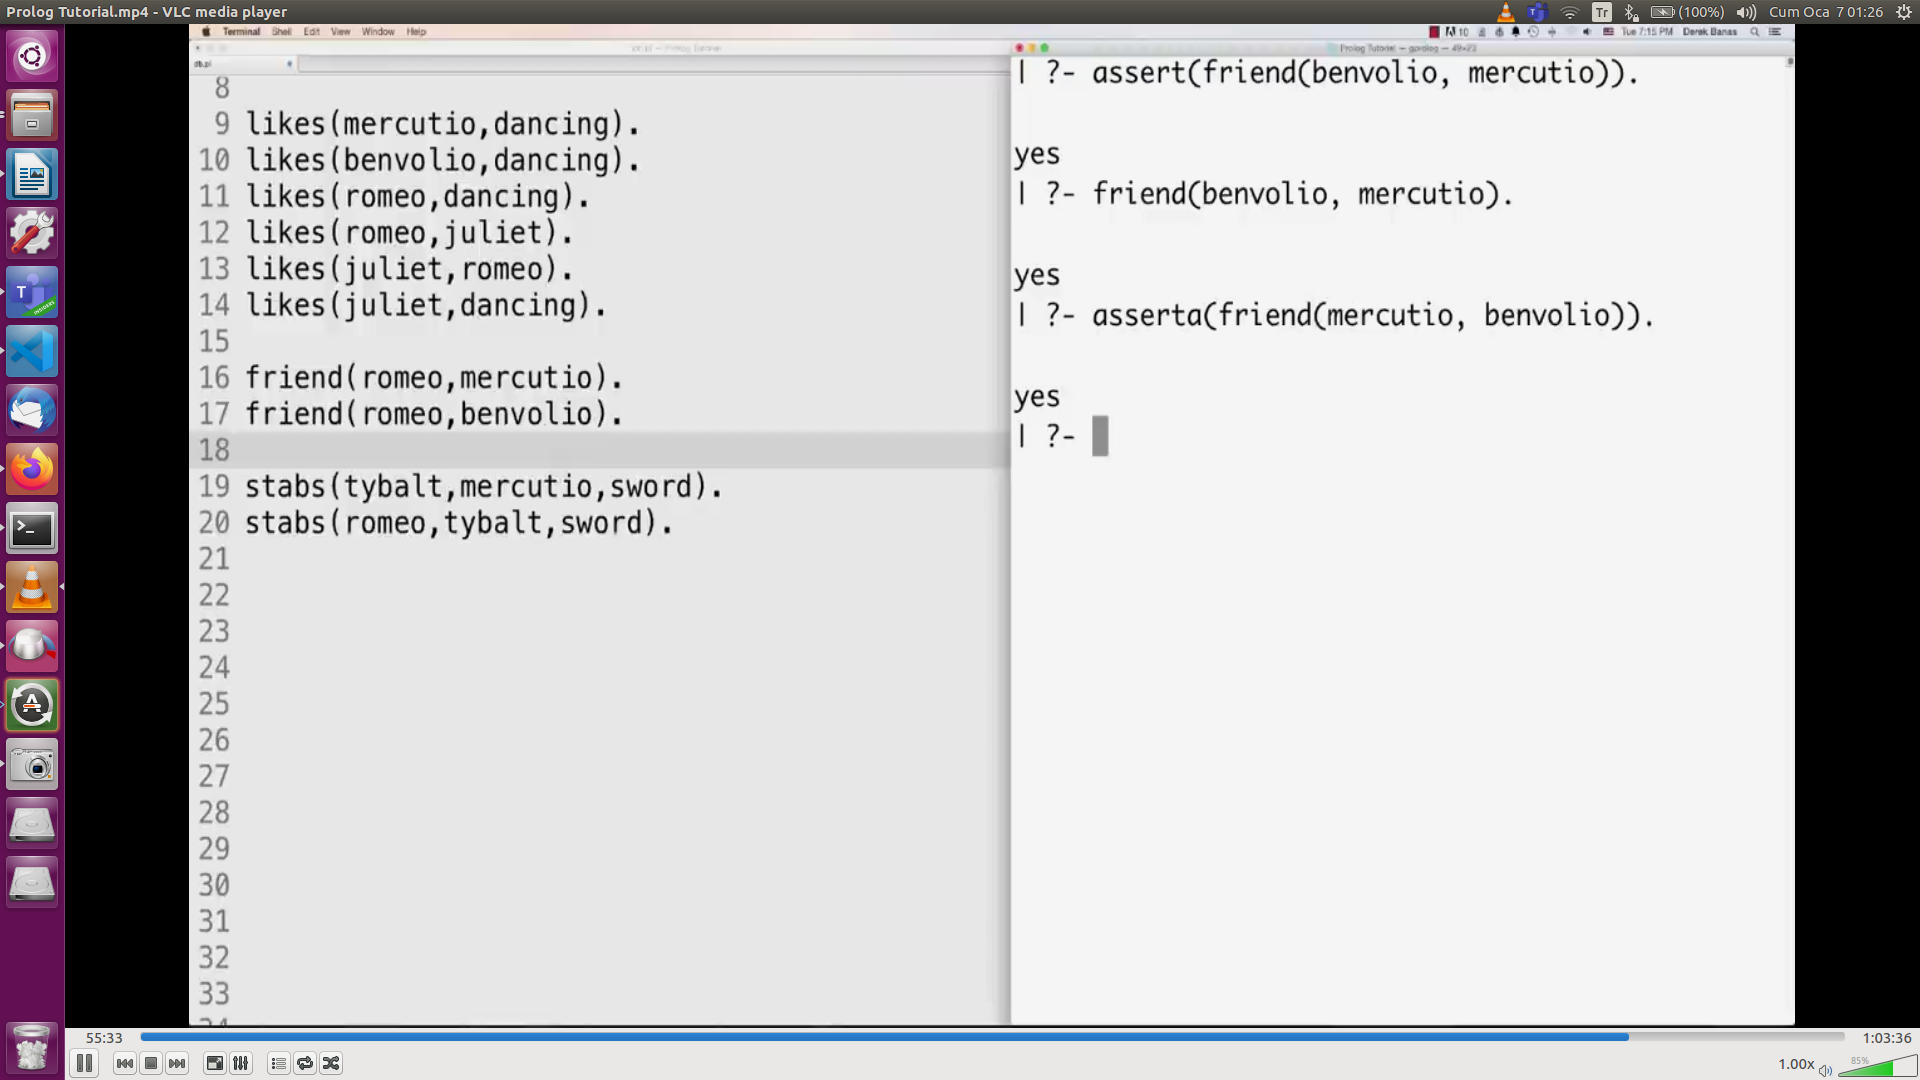 Prolog Tutorial.mp4 - VLC media player
Tr
(100%)
Cum Oca 7 01:26
Terminal Shell Edit View Window Help
10
Tue 7:15 PM Derek Banas
db.pl
Prolog Tutorial — gprolog — 49×23
8
9 likes(mercutio,dancing).
10 likes(benvolio,dancing).
11 likes(romeo,dancing).
12 likes(romeo,juliet).
13 likes(juliet,romeo).
14 likes(juliet,dancing).
15
16 friend(romeo,mercutio).
17 friend(romeo,benvolio).
18
19 stabs(tybalt,mercutio,sword).
20 stabs(romeo,tybalt,sword).
21
22
23
24
25
26
27
28
29
30
31
32
33
| ?- assert(friend(benvolio, mercutio)).
yes
| ?- friend(benvolio, mercutio).
yes
| ?- asserta(friend(mercutio, benvolio)).
yes
| ?-
55:33
1:03:36
1.00x
85%